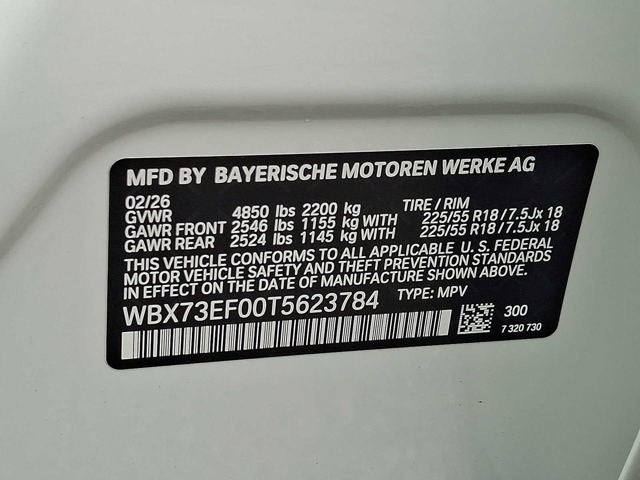 MFD BY BAYERISCHE MOTOREN WERKE AG
02/26 TIRE / RIM
GVWR 4850 lbs 2200 kg
GAWR FRONT 2546 lbs 1155 kg WITH 225/55 R18 / 7.5Jx 18
GAWR REAR 2524 lbs 1145 kg WITH 225/55 R18 / 7.5Jx 18
THIS VEHICLE CONFORMS TO ALL APPLICABLE U. S. FEDERAL
MOTOR VEHICLE SAFETY AND THEFT PREVENTION STANDARDS
IN EFFECT ON THE DATE OF MANUFACTURE SHOWN ABOVE.
WBX73EF00T5623784 TYPE: MPV
300
7 320 730